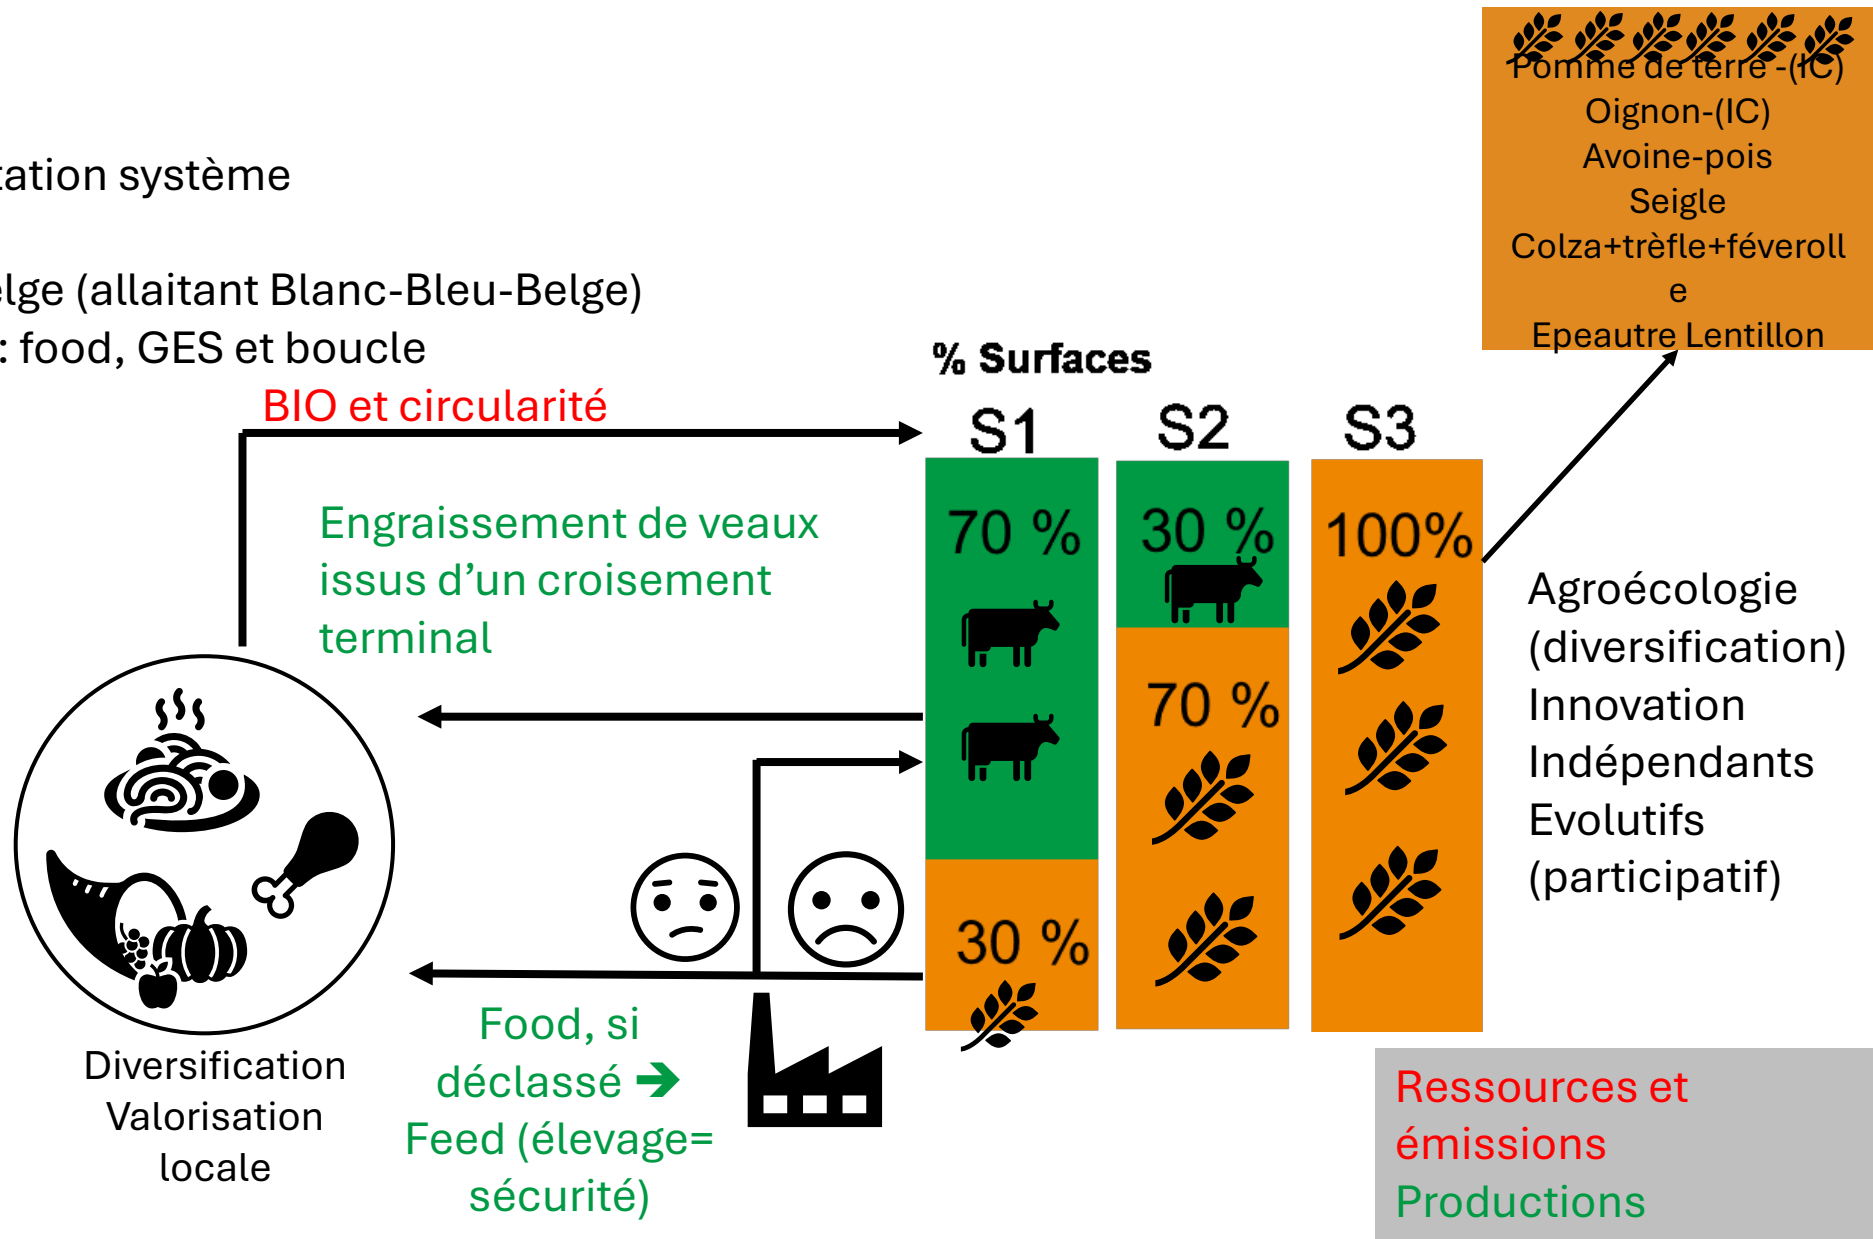 Pomme de terre -(IC)
Oignon-(IC)
Avoine-pois
Seigle
Colza+trèfle+féveroll
e
Epeautre Lentillon
tation système
elge (allaitant Blanc-Bleu-Belge)
: food, GES et boucle
BIO et circularité
% Surfaces
S1
S2
S3
70 %
30 %
100%
70 %
30 %
Engraissement de veaux
issus d’un croisement
terminal
Agroécologie
(diversification)
Innovation
Indépendants
Evolutifs
(participatif)
Diversification
Valorisation
locale
Food, si
déclassé ➔
Feed (élevage=
sécurité)
Ressources et
émissions
Productions